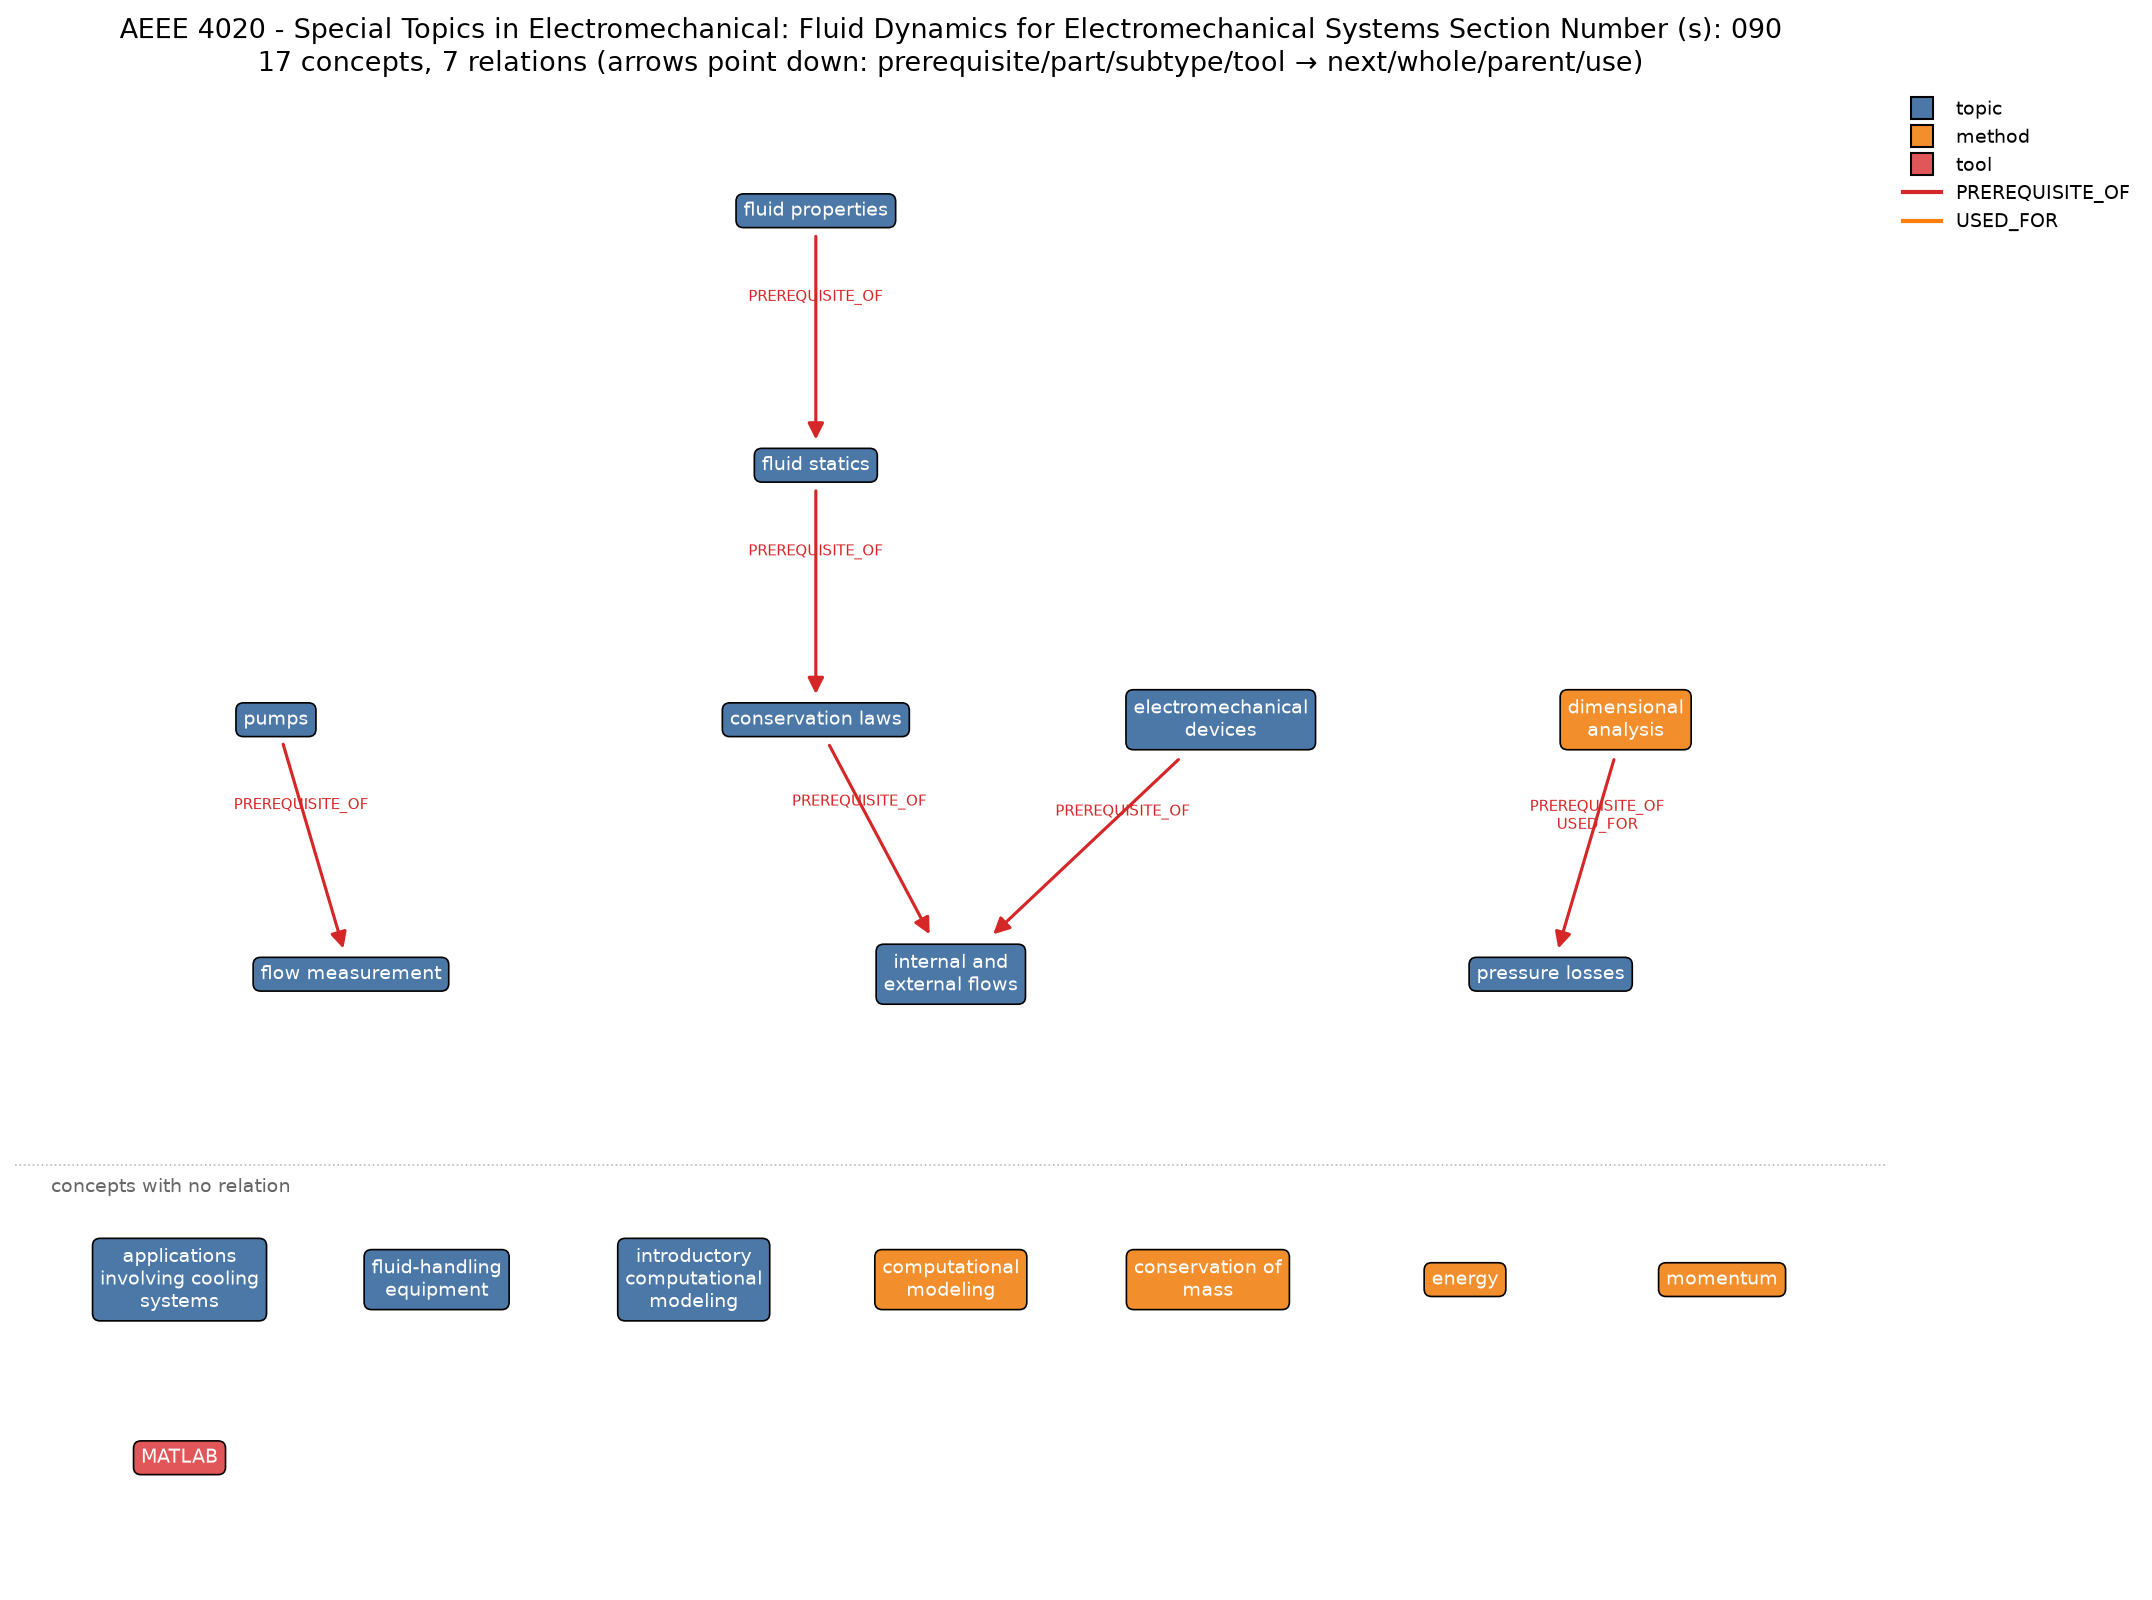 AEEE 4020 - Special Topics in Electromechanical: Fluid Dynamics for Electromechanical Systems Section Number (s): 090
17 concepts, 7 relations (arrows point down: prerequisite/part/subtype/tool → next/whole/parent/use)
topic
method
tool
PREREQUISITE_OF
USED_FOR
fluid properties
PREREQUISITE_OF
fluid statics
PREREQUISITE_OF
pumps
conservation laws
electromechanical
devices
dimensional
analysis
PREREQUISITE_OF
PREREQUISITE_OF
PREREQUISITE_OF
PREREQUISITE_OF
USED_FOR
flow measurement
internal and
external flows
pressure losses
concepts with no relation
applications
involving cooling
systems
fluid-handling
equipment
introductory
computational
modeling
computational
modeling
conservation of
mass
energy
momentum
MATLAB